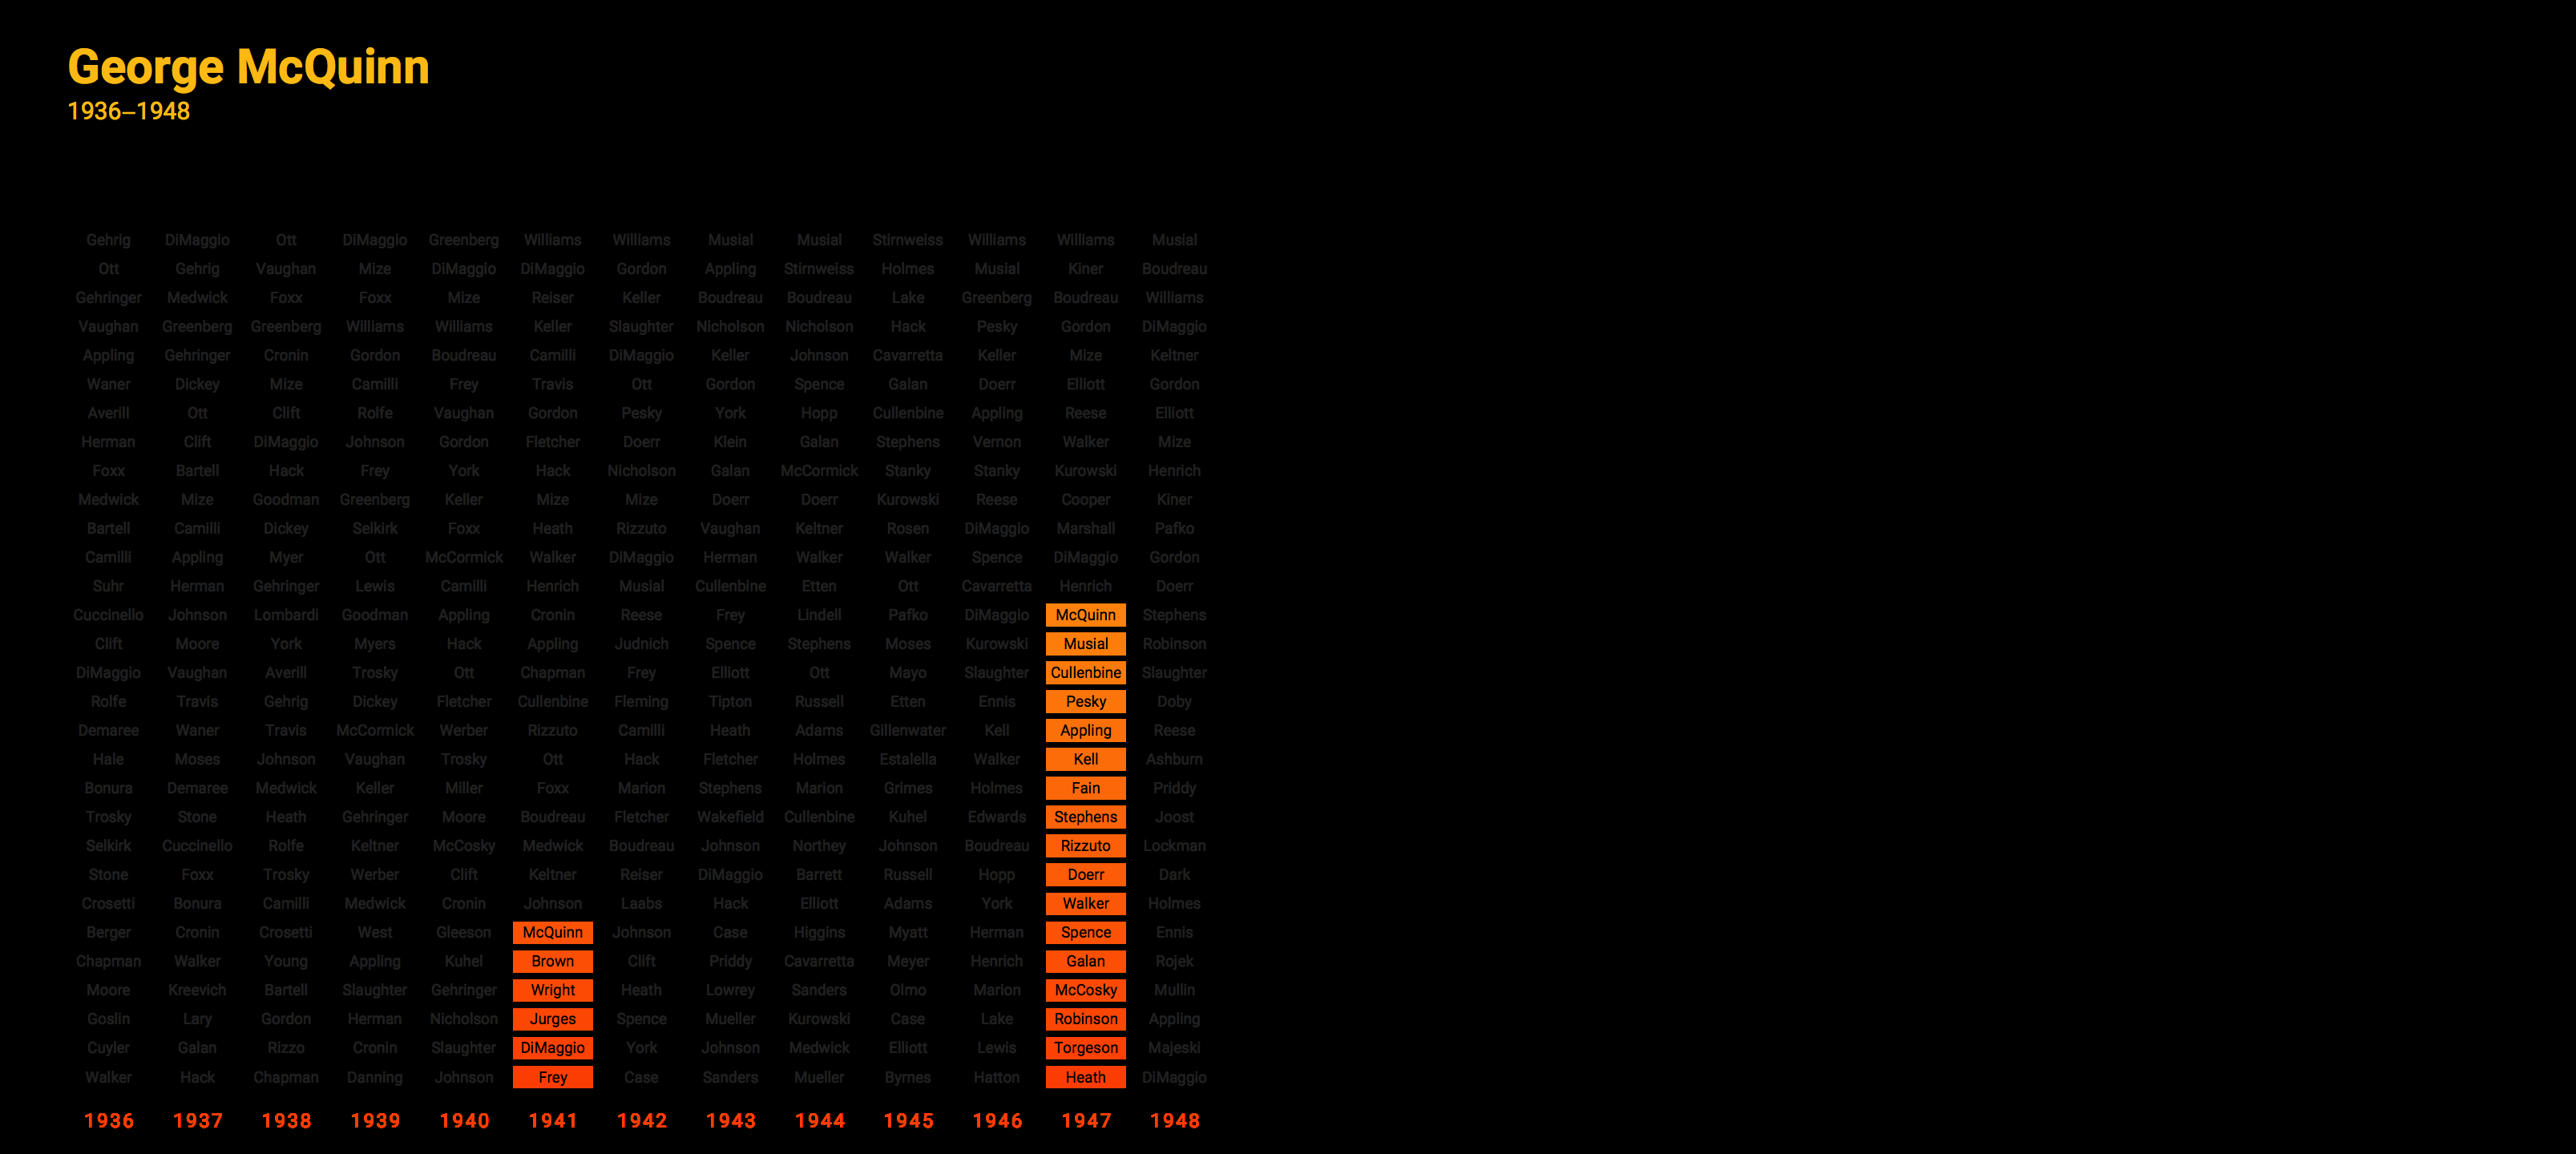 George McQuinn
1936–1948
Gehrig DiMaggio Ott DiMaggio Greenberg Williams Williams Musial Musial Stirnweiss Williams Williams Musial
Ott Gehrig Vaughan Mize DiMaggio DiMaggio Gordon Appling Stirnweiss Holmes Musial Kiner Boudreau
Gehringer Medwick Foxx Foxx Mize Reiser Keller Boudreau Boudreau Lake Greenberg Boudreau Williams
Vaughan Greenberg Greenberg Williams Williams Keller Slaughter Nicholson Nicholson Hack Pesky Gordon DiMaggio
Appling Gehringer Cronin Gordon Boudreau Camilli DiMaggio Keller Johnson Cavarretta Keller Mize Keltner
Waner Dickey Mize Camilli Frey Travis Ott Gordon Spence Galan Doerr Elliott Gordon
Averill Ott Clift Rolfe Vaughan Gordon Pesky York Hopp Cullenbine Appling Reese Elliott
Herman Clift DiMaggio Johnson Gordon Fletcher Doerr Klein Galan Stephens Vernon Walker Mize
Foxx Bartell Hack Frey York Hack Nicholson Galan McCormick Stanky Stanky Kurowski Henrich
Medwick Mize Goodman Greenberg Keller Mize Mize Doerr Doerr Kurowski Reese Cooper Kiner
Bartell Camilli Dickey Selkirk Foxx Heath Rizzuto Vaughan Keltner Rosen DiMaggio Marshall Pafko
Camilli Appling Myer Ott McCormick Walker DiMaggio Herman Walker Walker Spence DiMaggio Gordon
Suhr Herman Gehringer Lewis Camilli Henrich Musial Cullenbine Etten Ott Cavarretta Henrich Doerr
Cuccinello Johnson Lombardi Goodman Appling Cronin Reese Frey Lindell Pafko DiMaggio McQuinn Stephens
Clift Moore York Myers Hack Appling Judnich Spence Stephens Moses Kurowski Musial Robinson
DiMaggio Vaughan Averill Trosky Ott Chapman Frey Elliott Ott Mayo Slaughter Cullenbine Slaughter
Rolfe Travis Gehrig Dickey Fletcher Cullenbine Fleming Tipton Russell Etten Ennis Pesky Doby
Demaree Waner Travis McCormick Werber Rizzuto Camilli Heath Adams Gillenwater Kell Appling Reese
Hale Moses Johnson Vaughan Trosky Ott Hack Fletcher Holmes Estalella Walker Kell Ashburn
Bonura Demaree Medwick Keller Miller Foxx Marion Stephens Marion Grimes Holmes Fain Priddy
Trosky Stone Heath Gehringer Moore Boudreau Fletcher Wakefield Cullenbine Kuhel Edwards Stephens Joost
Selkirk Cuccinello Rolfe Keltner McCosky Medwick Boudreau Johnson Northey Johnson Boudreau Rizzuto Lockman
Stone Foxx Trosky Werber Clift Keltner Reiser DiMaggio Barrett Russell Hopp Doerr Dark
Crosetti Bonura Camilli Medwick Cronin Johnson Laabs Hack Elliott Adams York Walker Holmes
Berger Cronin Crosetti West Gleeson McQuinn Johnson Case Higgins Myatt Herman Spence Ennis
Chapman Walker Young Appling Kuhel Brown Clift Priddy Cavarretta Meyer Henrich Galan Rojek
Moore Kreevich Bartell Slaughter Gehringer Wright Heath Lowrey Sanders Olmo Marion McCosky Mullin
Goslin Lary Gordon Herman Nicholson Jurges Spence Mueller Kurowski Case Lake Robinson Appling
Cuyler Galan Rizzo Cronin Slaughter DiMaggio York Johnson Medwick Elliott Lewis Torgeson Majeski
Walker Hack Chapman Danning Johnson Frey Case Sanders Mueller Byrnes Hatton Heath DiMaggio
1936 1937 1938 1939 1940 1941 1942 1943 1944 1945 1946 1947 1948